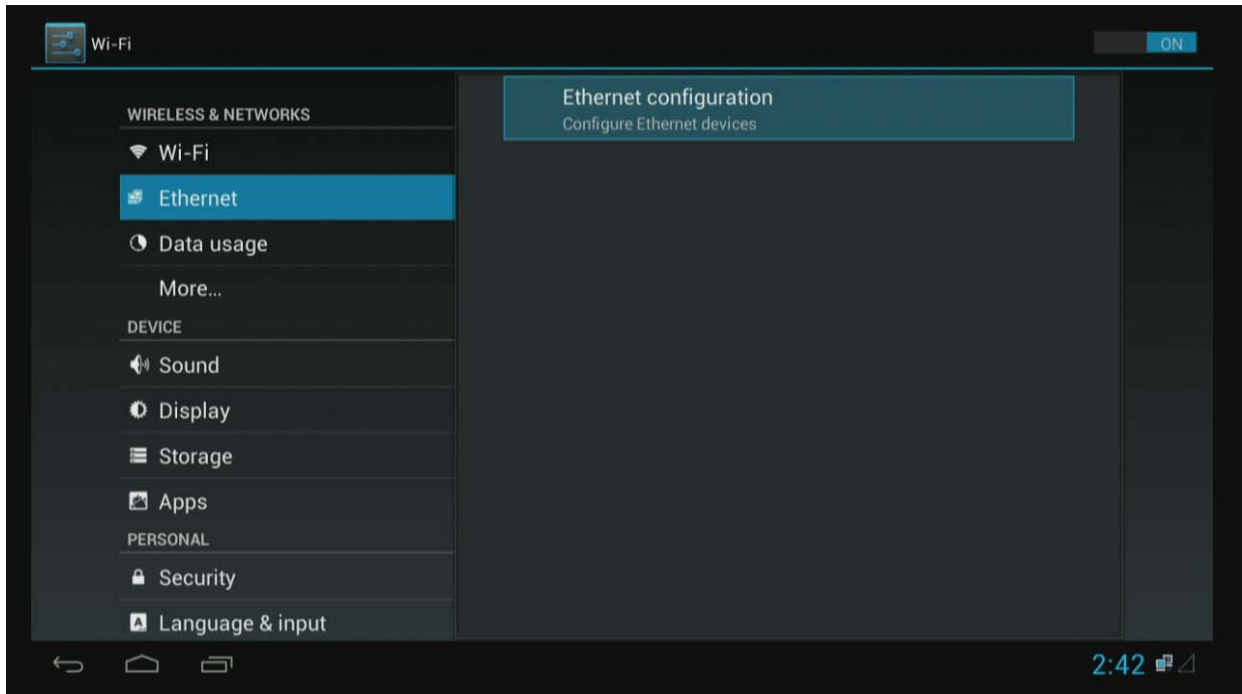 Wi-Fi
ON
WIRELESS & NETWORKS
Wi-Fi
Ethernet
Data usage
More...
DEVICE
Sound
Display
Storage
Apps
PERSONAL
Security
Language & input
Ethernet configuration
Configure Ethernet devices
2:42